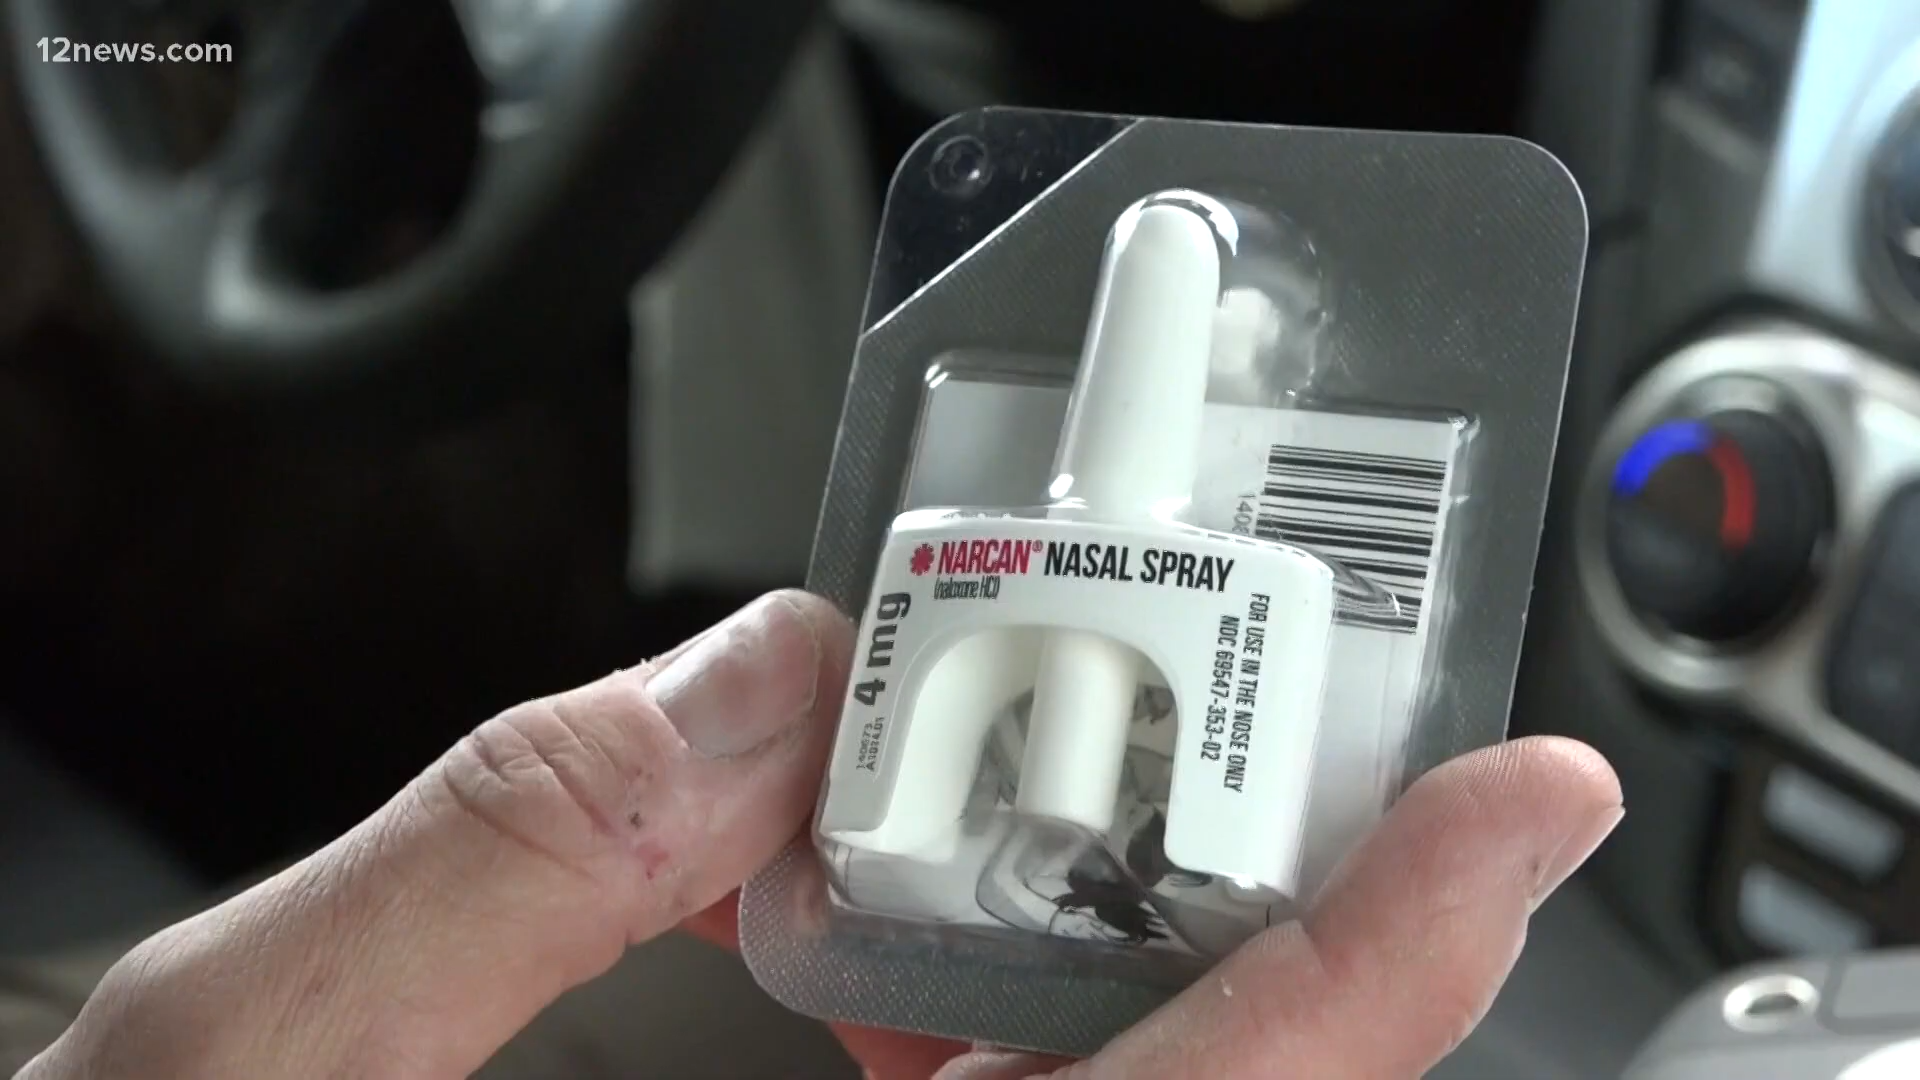 12news.com
NARCAN® NASAL SPRAY
(naloxone HCl)
4 mg
FOR USE IN THE NOSE ONLY
NDC 69547-353-02